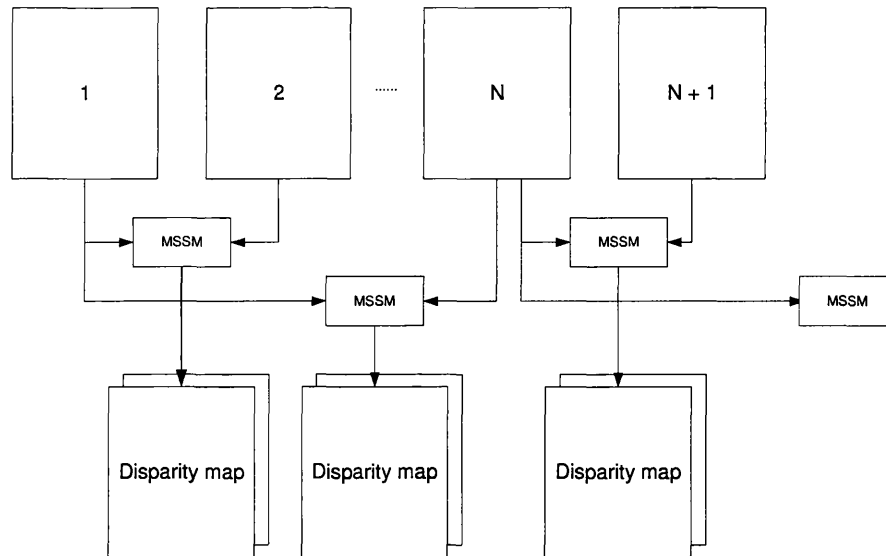 1
2
......
N
N + 1
MSSM
MSSM
MSSM
MSSM
Disparity map
Disparity map
Disparity map